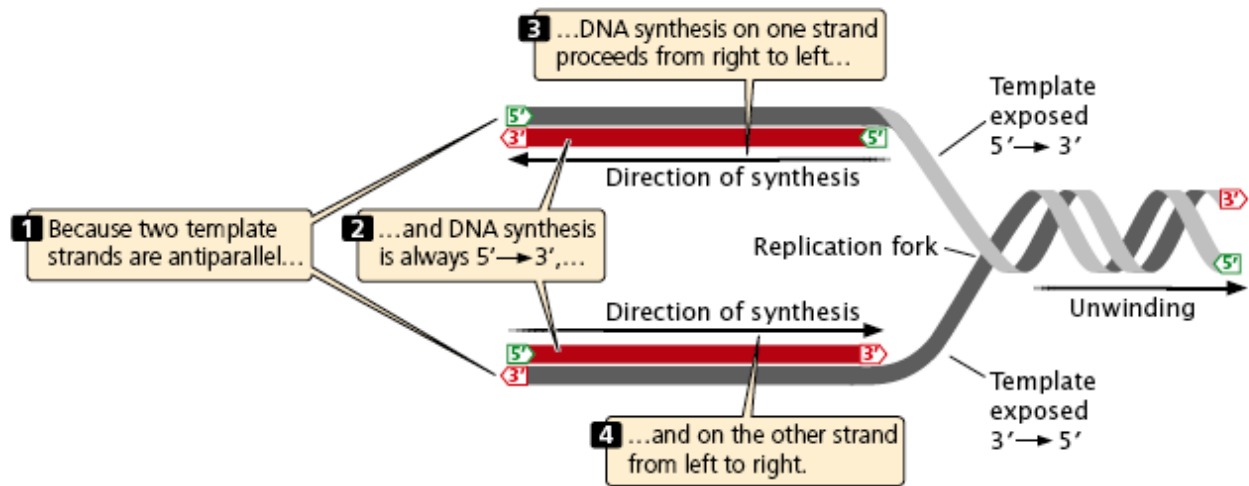 3 …DNA synthesis on one strand
proceeds from right to left…
Template
exposed
5′→ 3′
5′
3′
5′
Direction of synthesis
1 Because two template
strands are antiparallel…
2 …and DNA synthesis
is always 5′→3′,…
Replication fork
3′
5′
Unwinding
Direction of synthesis
5′
3′
3′
Template
exposed
3′→ 5′
4 …and on the other strand
from left to right.